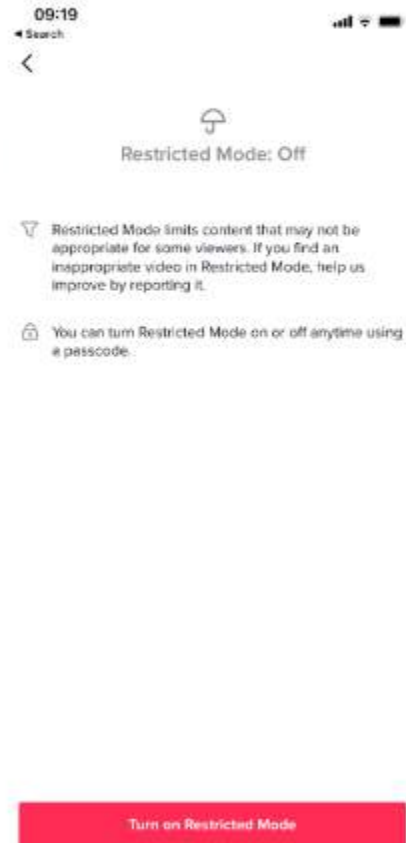 09:19
Search
Restricted Mode: Off
Restricted Mode limits content that may not be
appropriate for some viewers. If you find an
inappropriate video in Restricted Mode, help us
improve by reporting it.
You can turn Restricted Mode on or off anytime using
a passcode.
Turn on Restricted Mode